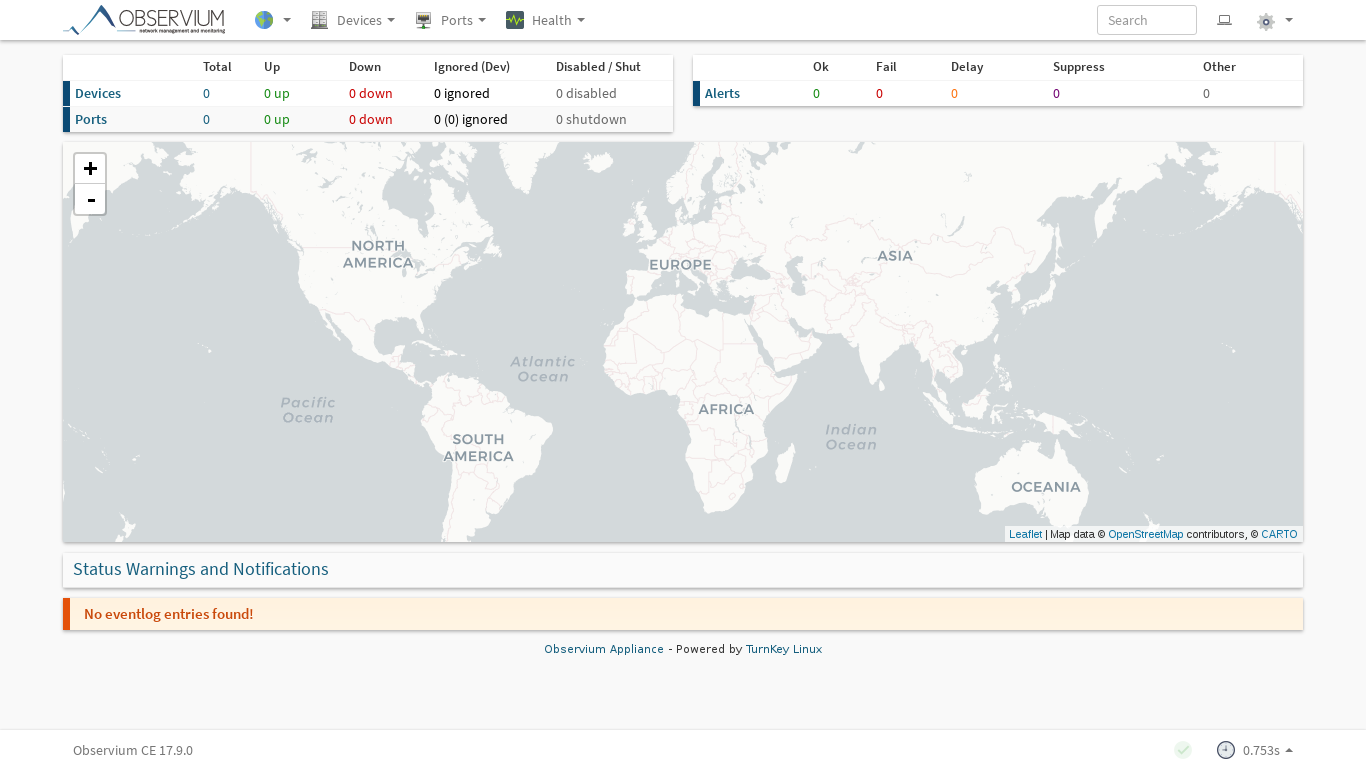 OBSERVIUM
network management and monitoring
Devices
Ports
Health
Search
Total Up Down Ignored (Dev) Disabled / Shut
Devices 0 0 up 0 down 0 ignored 0 disabled
Ports 0 0 up 0 down 0 (0) ignored 0 shutdown
Ok Fail Delay Suppress Other
Alerts 0 0 0 0 0
+
-
NORTH
AMERICA
EUROPE
ASIA
Atlantic
Ocean
Pacific
Ocean
AFRICA
Indian
Ocean
SOUTH
AMERICA
OCEANIA
Leaflet | Map data © OpenStreetMap contributors, © CARTO
Status Warnings and Notifications
No eventlog entries found!
Observium Appliance - Powered by TurnKey Linux
Observium CE 17.9.0
0.753s